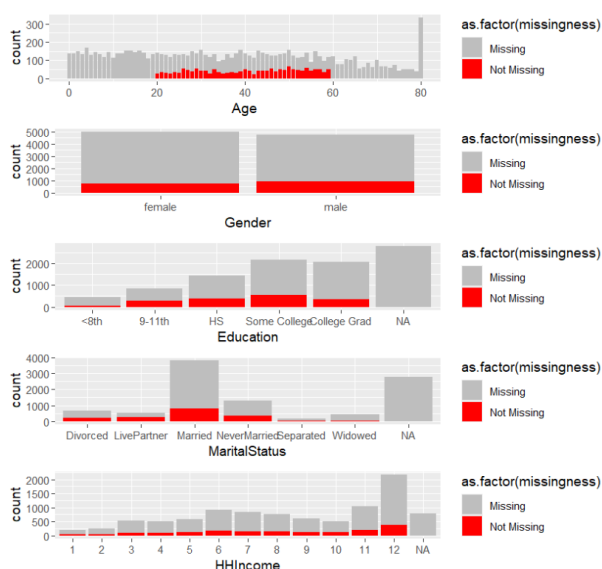 300
200
100
0
count
0 20 40 60 80
Age
as.factor(missingness)
Missing
Not Missing
5000
4000
3000
2000
1000
0
count
female male
Gender
as.factor(missingness)
Missing
Not Missing
2000
1000
0
count
<8th 9-11th HS Some College College Grad NA
Education
as.factor(missingness)
Missing
Not Missing
4000
3000
2000
1000
0
count
Divorced LivePartner Married NeverMarried Separated Widowed NA
MaritalStatus
as.factor(missingness)
Missing
Not Missing
2000
1500
1000
500
0
count
1 2 3 4 5 6 7 8 9 10 11 12 NA
HHIncome
as.factor(missingness)
Missing
Not Missing